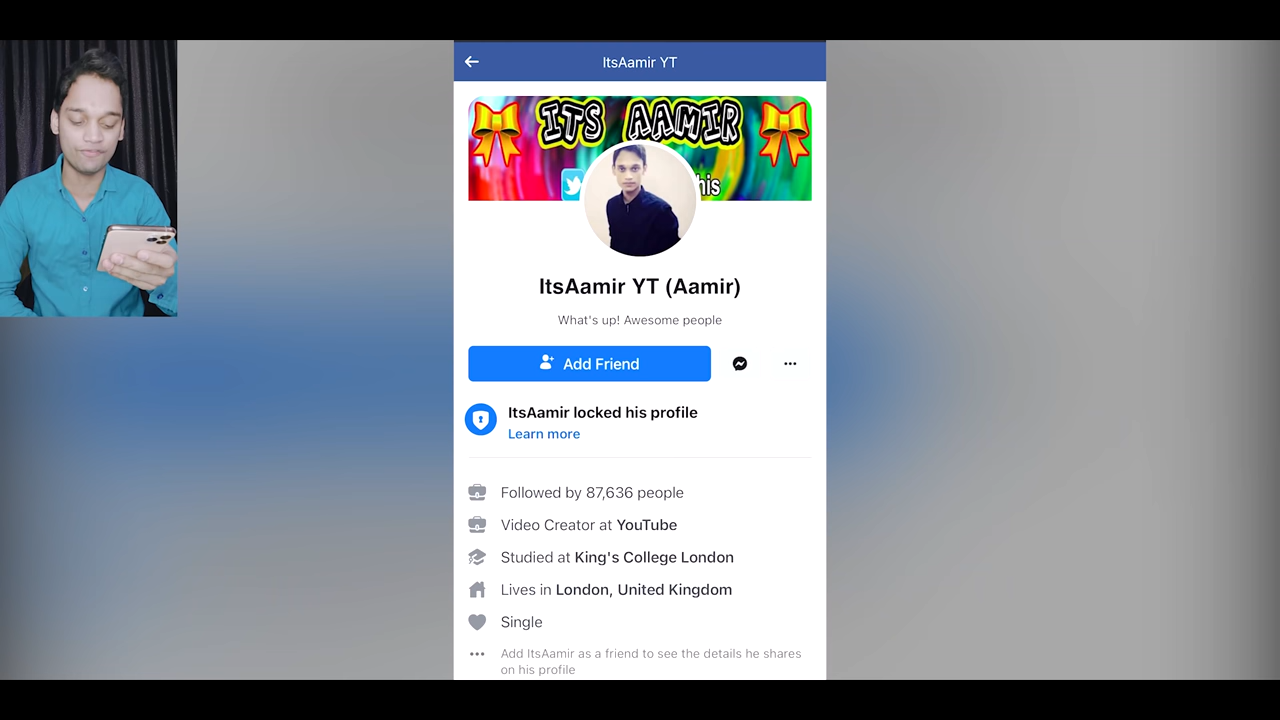 ItsAamir YT
ITS AAMIR
his
ItsAamir YT (Aamir)
What's up! Awesome people
Add Friend
ItsAamir locked his profile
Learn more
Followed by 87,636 people
Video Creator at YouTube
Studied at King's College London
Lives in London, United Kingdom
Single
Add ItsAamir as a friend to see the details he shares
on his profile